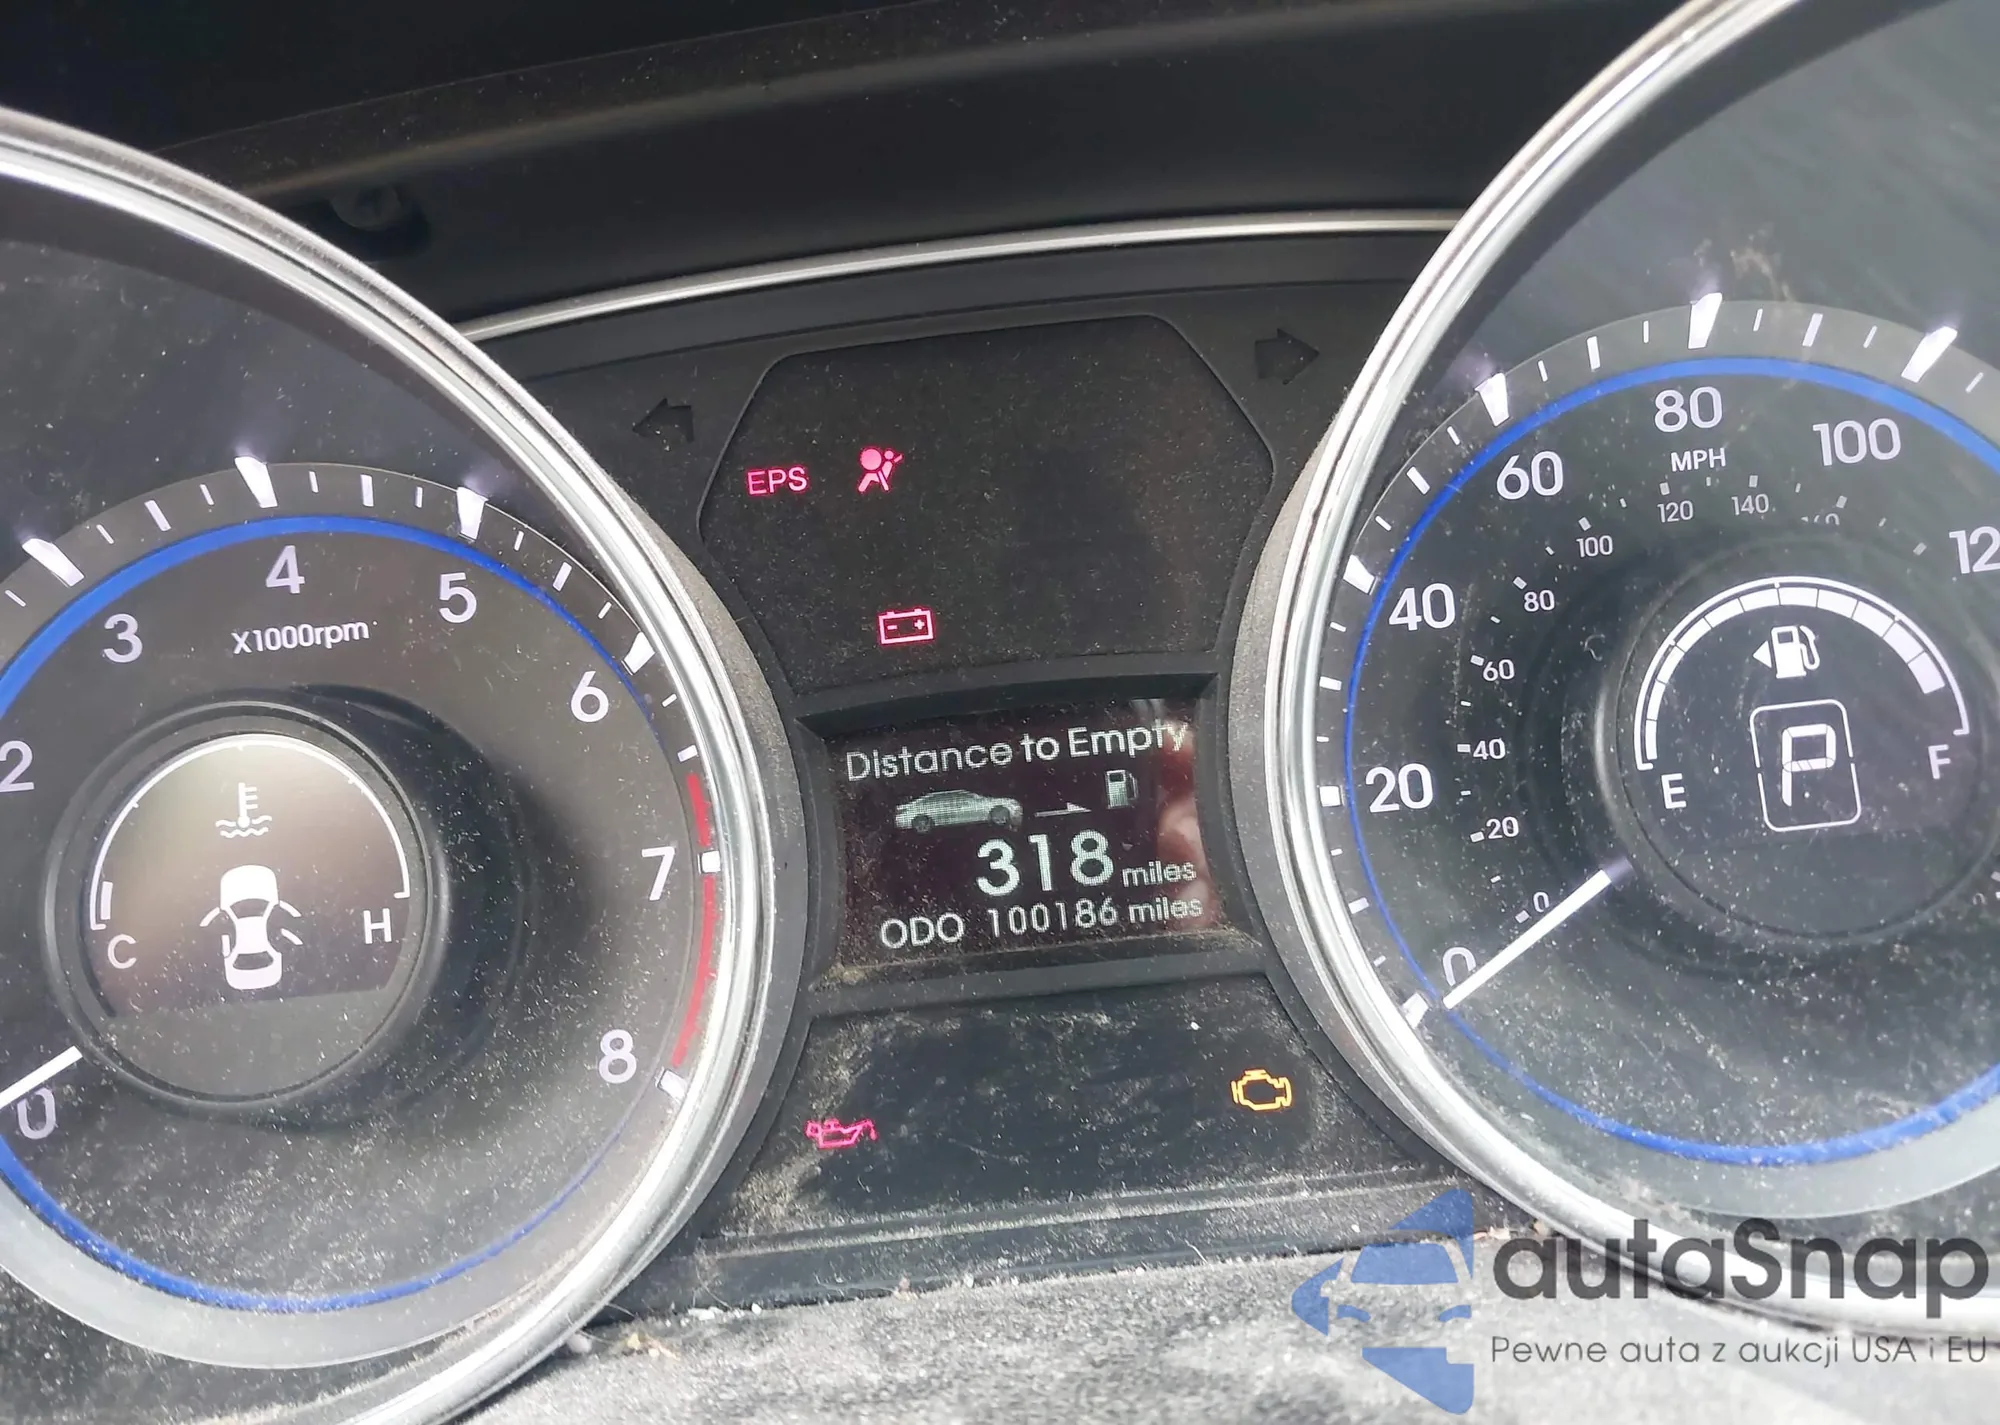 EPS
Distance to Empty
318 miles
ODO 100186 miles
2
3
4
5
6
7
8
0
X1000rpm
C
H
0
20
40
60
80
100
MPH
0
20
40
60
80
100
120
140
E
F
P
autaSnap
Pewne auta z aukcji USA i EU